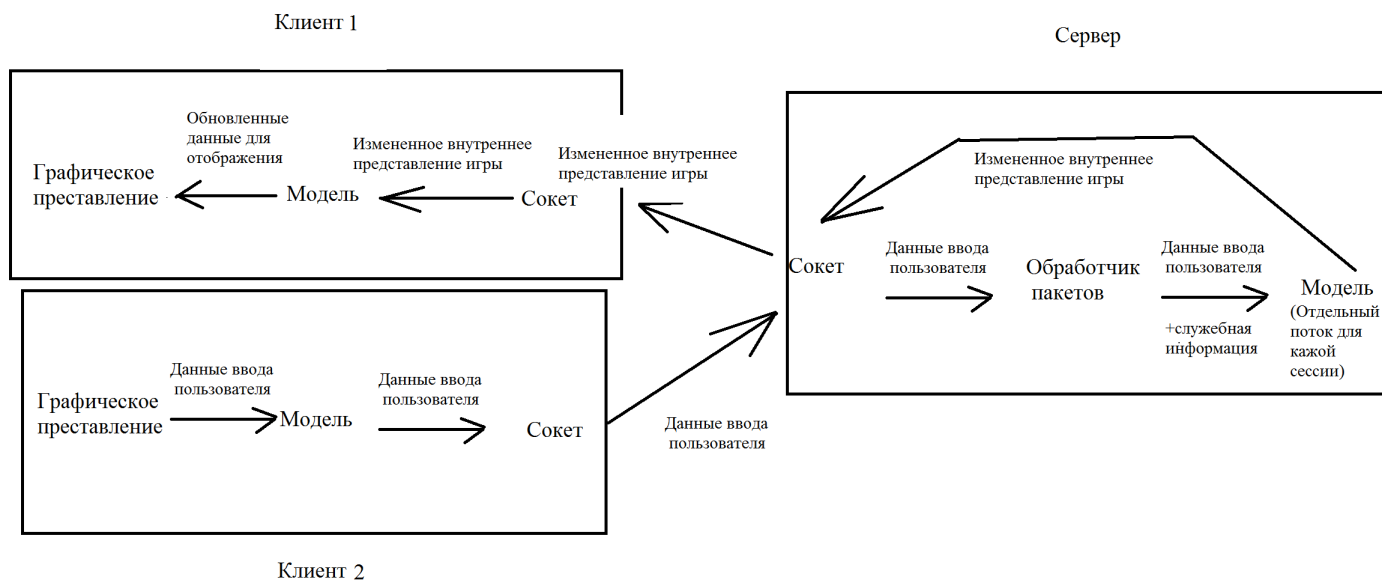 Клиент 1
Сервер
Обновленные
данные для
отображения
Графическое
преставление
Модель
Измененное внутреннее
представление игры
Сокет
Измененное внутреннее
представление игры
Измененное внутреннее
представление игры
Сокет
Данные ввода
пользователя
Обработчик
пакетов
Данные ввода
пользователя
+служебная
информация
Модель
(Отдельный
поток для
кажой
сессии)
Графическое
преставление
Данные ввода
пользователя
Модель
Данные ввода
пользователя
Сокет
Данные ввода
пользователя
Клиент 2